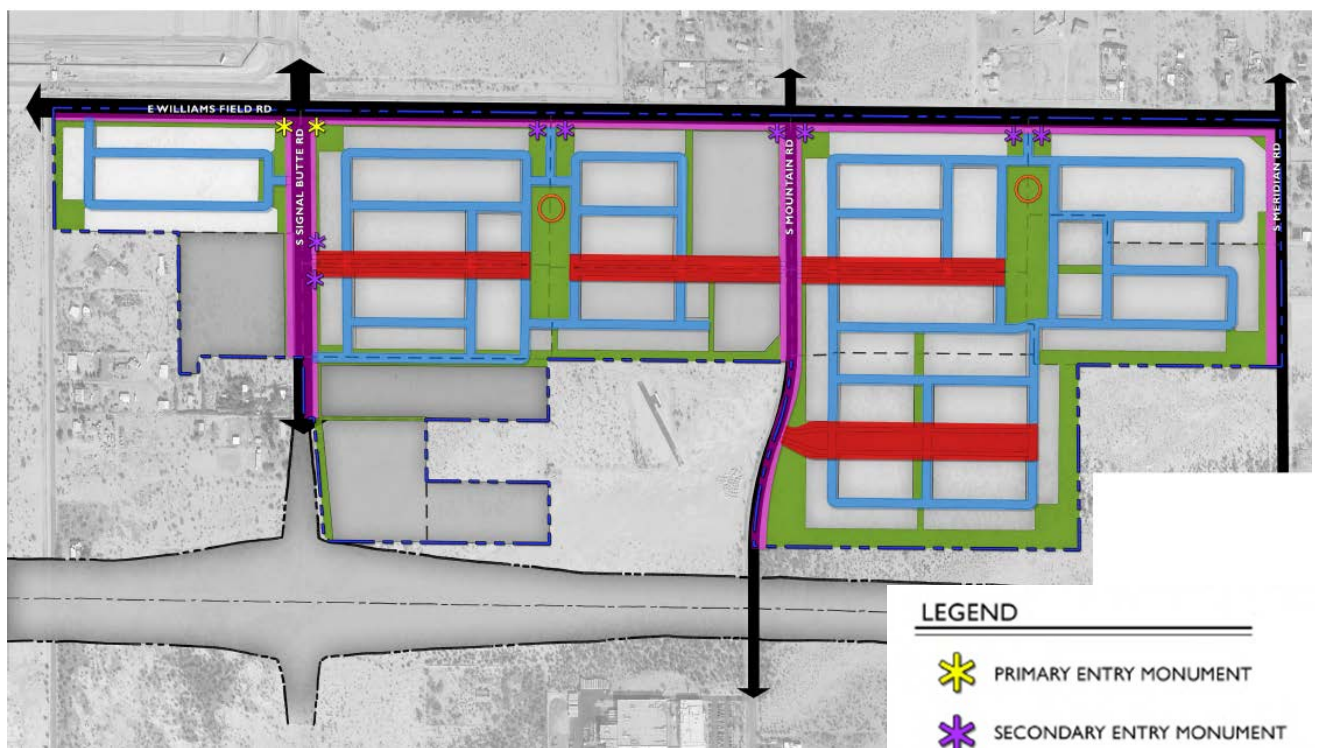 E WILLIAMS FIELD RD
S SIGNAL BUTTE RD
S MOUNTAIN RD
S MERIDIAN RD
LEGEND
PRIMARY ENTRY MONUMENT
SECONDARY ENTRY MONUMENT